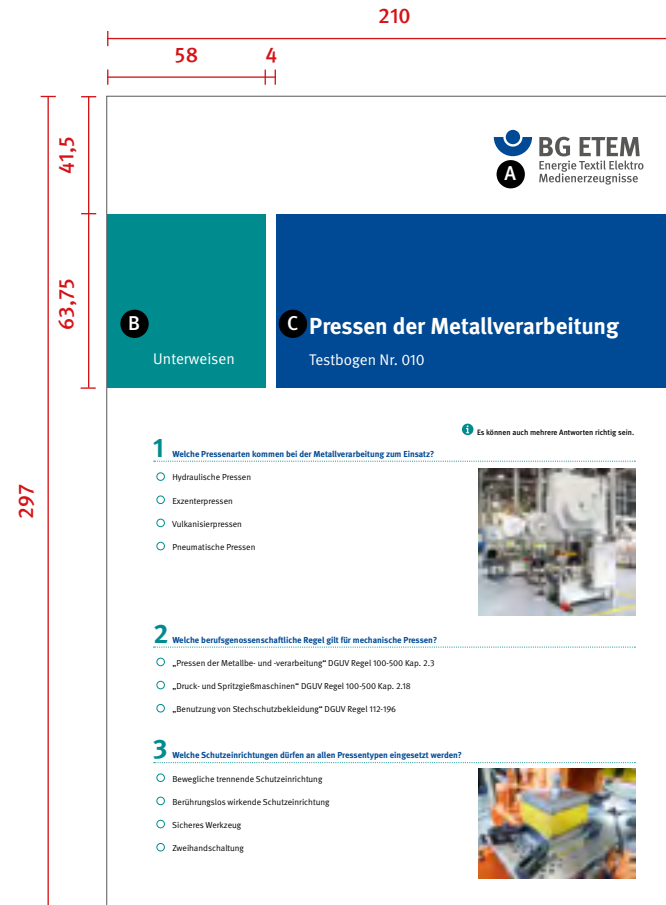 210
58
4
41,5
BG ETEM
Energie Textil Elektro
Medienerzeugnisse
A
63,75
B
C
Pressen der Metallverarbeitung
Unterweisen
Testbogen Nr. 010
297
i Es können auch mehrere Antworten richtig sein.
1 Welche Pressenarten kommen bei der Metallverarbeitung zum Einsatz?
Hydraulische Pressen
Exzenterpressen
Vulkanisierpressen
Pneumatische Pressen
2 Welche berufsgenossenschaftliche Regel gilt für mechanische Pressen?
„Pressen der Metallbe- und -verarbeitung“ DGUV Regel 100-500 Kap. 2.3
„Druck- und Spritzgießmaschinen“ DGUV Regel 100-500 Kap. 2.18
„Benutzung von Stechschutzbekleidung“ DGUV Regel 112-196
3 Welche Schutzeinrichtungen dürfen an allen Pressentypen eingesetzt werden?
Bewegliche trennende Schutzeinrichtung
Berührungslos wirkende Schutzeinrichtung
Sicheres Werkzeug
Zweihandschaltung